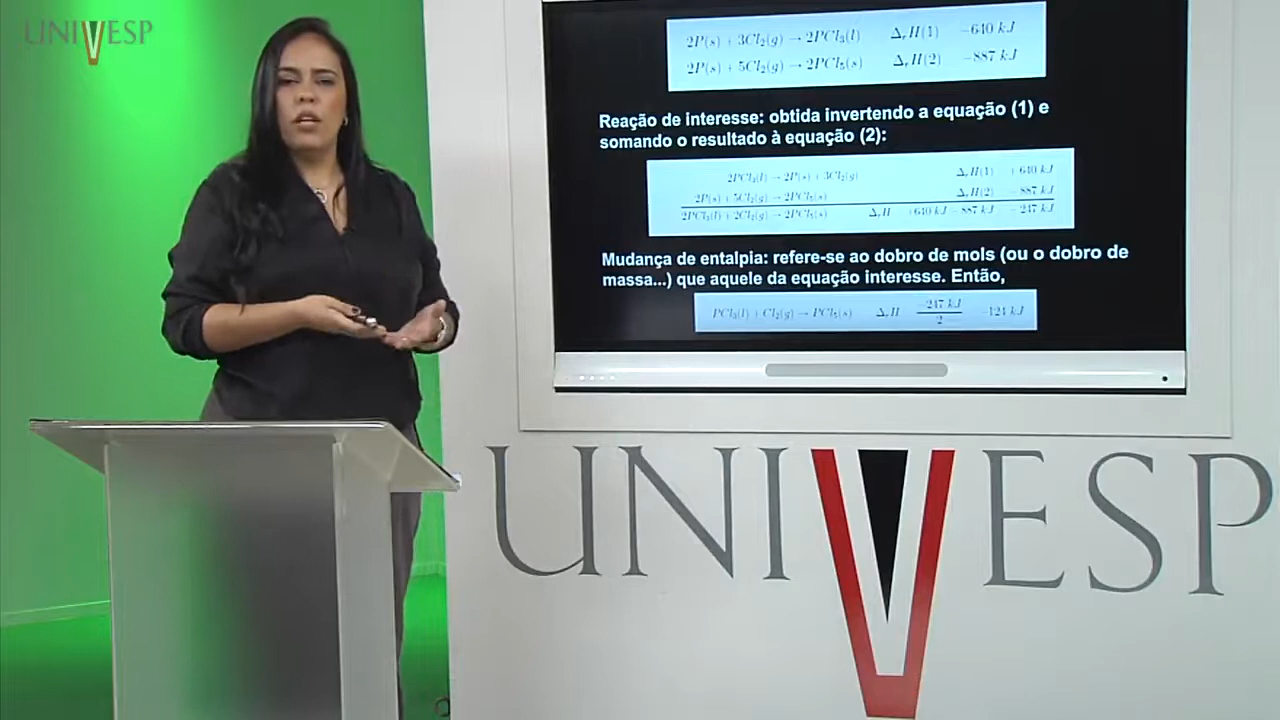 UNIVESP
2P(s) + 3Cl₂(g) → 2PCl₃(l) ΔᵣH(1) −640 kJ
2P(s) + 5Cl₂(g) → 2PCl₅(s) ΔᵣH(2) −887 kJ
Reação de interesse: obtida invertendo a equação (1) e
somando o resultado à equação (2):
2PCl₃(l) → 2P(s) + 3Cl₂(g) ΔᵣH(1) +640 kJ
2P(s) + 5Cl₂(g) → 2PCl₅(s) ΔᵣH(2) −887 kJ
2PCl₃(l) + 2Cl₂(g) → 2PCl₅(s) ΔᵣH +640 kJ − 887 kJ −247 kJ
Mudança de entalpia: refere-se ao dobro de mols (ou o dobro de
massa...) que aquele da equação interesse. Então,
PCl₃(l) + Cl₂(g) → PCl₅(s) ΔᵣH −247 kJ/2 −124 kJ
UNIVESP